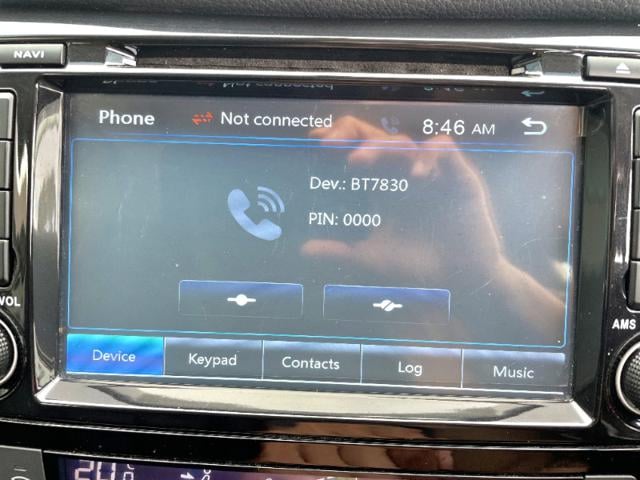 NAVI
Phone Not connected 8:46 AM
Dev.: BT7830
PIN: 0000
VOL
AMS
Device Keypad Contacts Log Music